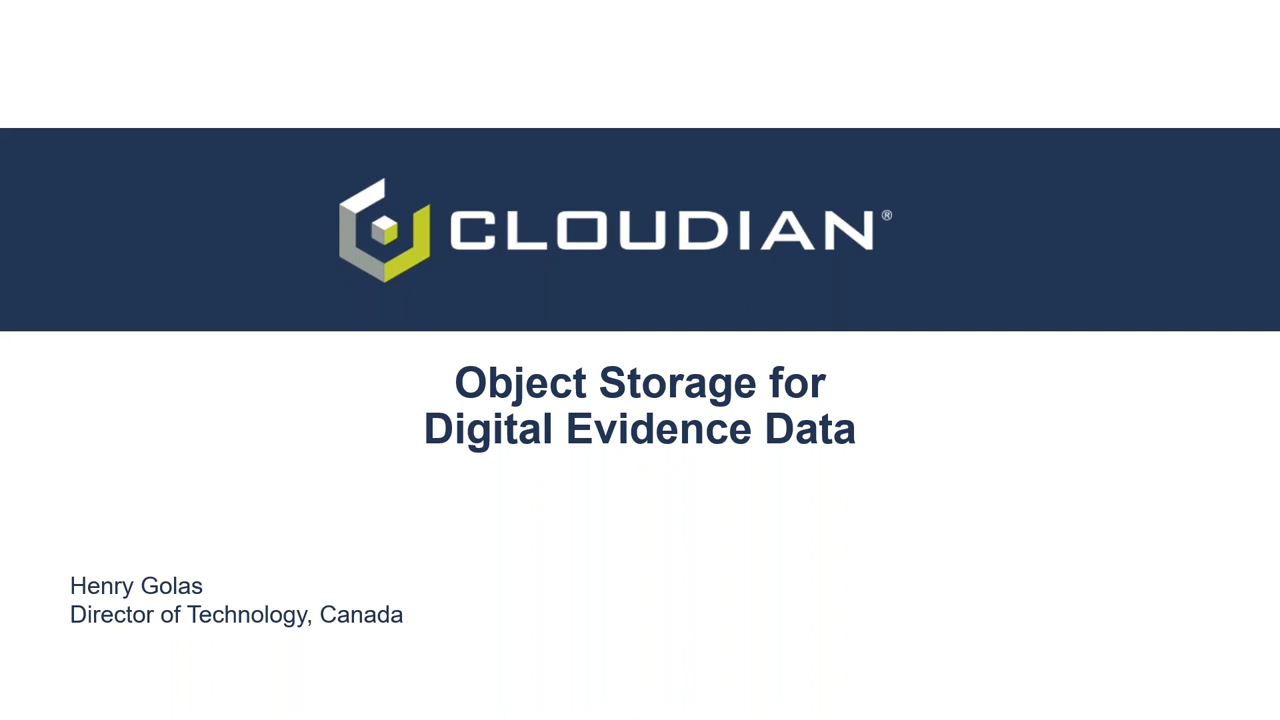 CLOUDIAN®
Object Storage for
Digital Evidence Data
Henry Golas
Director of Technology, Canada